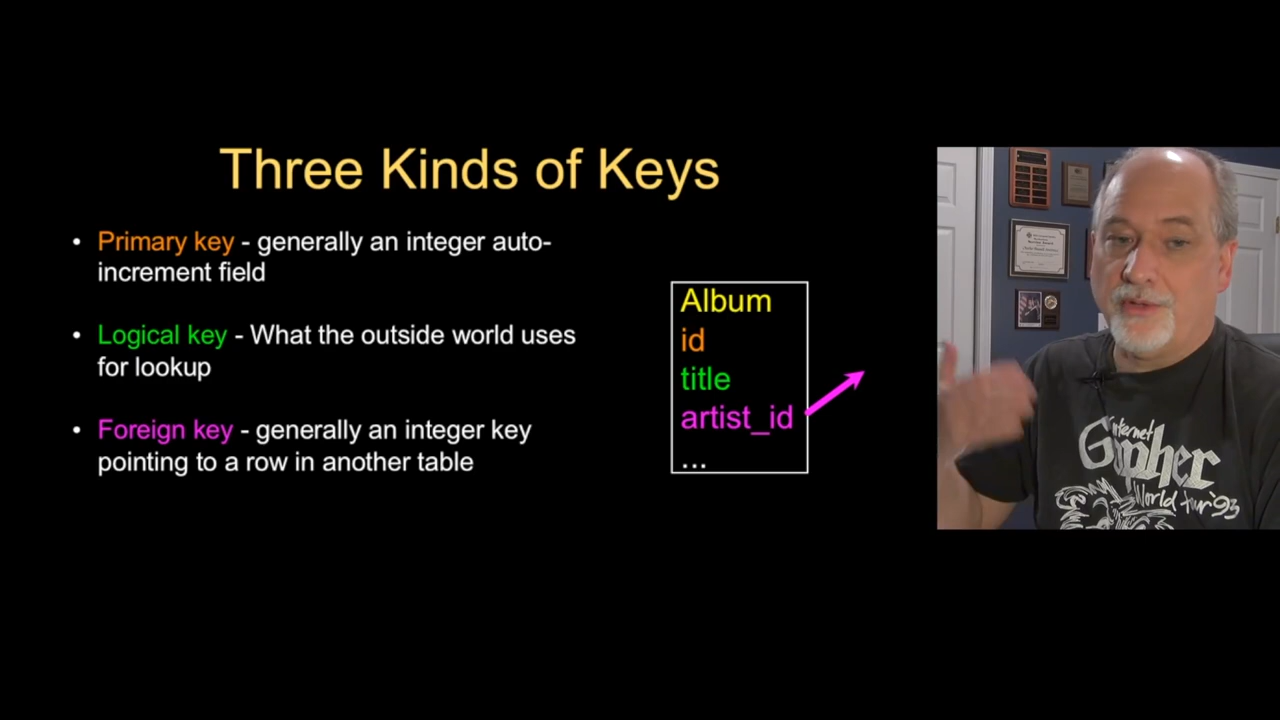 Three Kinds of Keys
• Primary key - generally an integer auto-
increment field
• Logical key - What the outside world uses
for lookup
• Foreign key - generally an integer key
pointing to a row in another table
Album
id
title
artist_id
...
Internet
Gopher
World tur'93